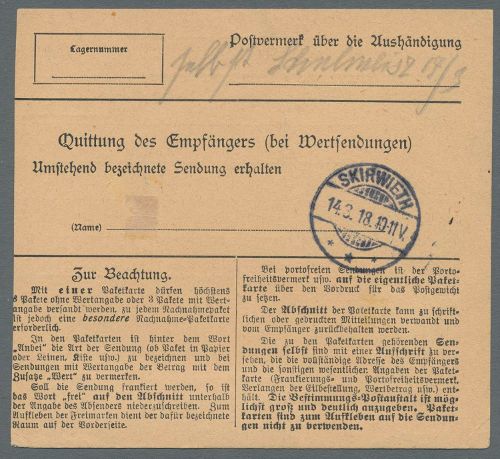 Lagernummer
Postvermerk über die Aushändigung
selbst 14/3
Quittung des Empfängers (bei Wertsendungen)
Umstehend bezeichnete Sendung erhalten
(Name)
SKIRWIETH
14.3.18.10-11V.
Zur Beachtung.
Mit einer Paketkarte dürfen höchstens
3 Pakete ohne Wertangabe oder 3 Pakete mit Wert-
angabe versandt werden. zu jedem Nachnahmepaket
ist jedoch eine besondere Nachnahme-Paketkarte
erforderlich.
In den Paketkarten ist hinter dem Wort
„Anbei“ die Art der Sendung (ob Paket in Papier
oder Leinen, Kiste usw.) zu bezeichnen und bei
Sendungen mit Wertangabe der Betrag mit dem
Zusatz „Wert“ zu vermerken.
Soll die Sendung frankiert werden, so ist
das Wort „frei“ auf den Abschnitt unterhalb
der Angabe des Absenders niederzuschreiben. Zum
Aufkleben der Freimarken dient der dafür bezeichnete
Raum auf der Vorderseite.
Bei portofreien Sendungen ist der Porto-
freiheitsvermerk usw. auf die eigentliche Paket-
karte über den Vordruck für das Postgewicht
zu setzen.
Der Abschnitt der Paketkarte kann zu schrift-
lichen oder gedruckten Mitteilungen verwandt und
vom Empfänger zurückbehalten werden.
Die zu den Paketkarten gehörenden Sen-
dungen selbst sind mit einer Aufschrift zu ver-
sehen, die die vollständige Adresse des Empfängers
und die sonstigen wesentlichen Angaben der Paket-
karte (Frankierungs- und Portofreiheitsvermerk,
Verlangen der Eilbestellung, Wertbetrag usw.) ent-
hält. Die Bestimmungs-Postanstalt ist mög-
lichst groß und deutlich anzugeben. Paket-
karten sind zum Aufkleben auf die Sendun-
gen nicht zu verwenden.